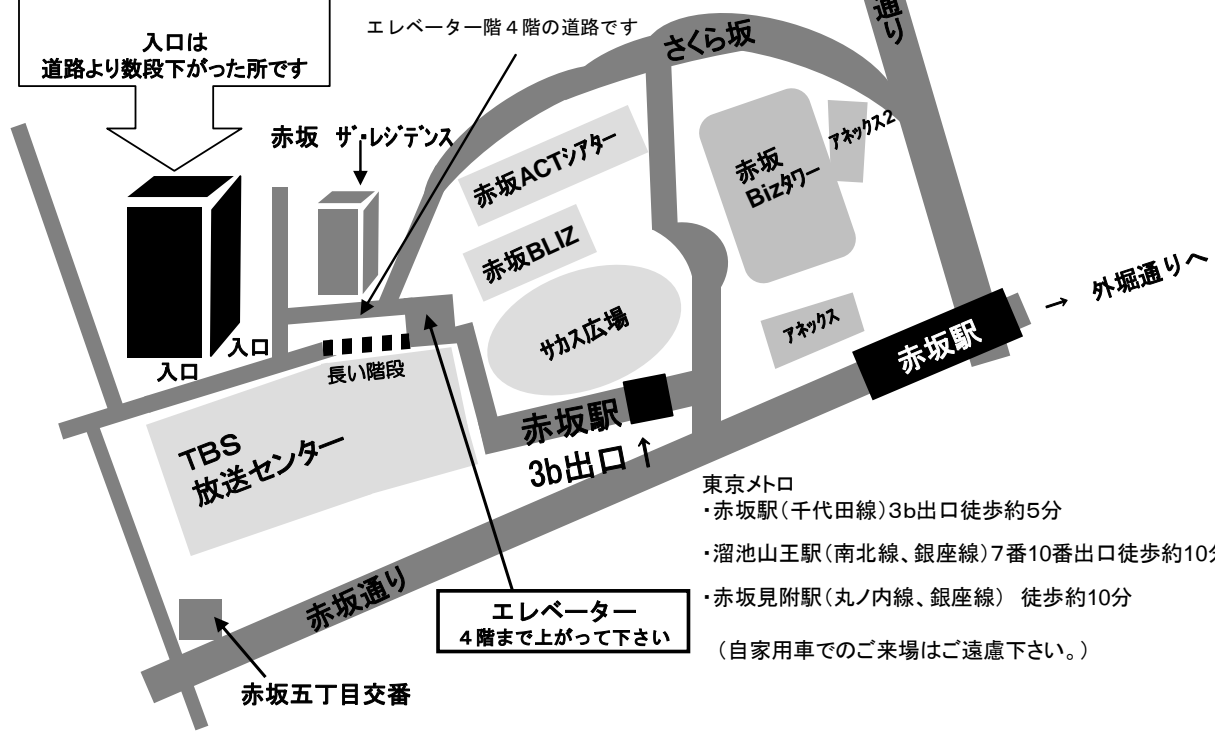 エレベーター階４階の道路です
通り
さくら坂
入口は
道路より数段下がった所です
赤坂　ザ・レジデンス
赤坂ACTシアター
アネックス2
赤坂
Bizタワー
赤坂BLIZ
サカス広場
アネックス
→　外堀通りへ
赤坂駅
入口
入口
長い階段
赤坂駅
3b出口↑
TBS
放送センター
東京メトロ
・赤坂駅（千代田線）3b出口徒歩約5分
・溜池山王駅（南北線、銀座線）7番10番出口徒歩約10分
・赤坂見附駅（丸ノ内線、銀座線）　徒歩約10分
（自家用車でのご来場はご遠慮下さい。）
赤坂通り
エレベーター
４階まで上がって下さい
赤坂五丁目交番